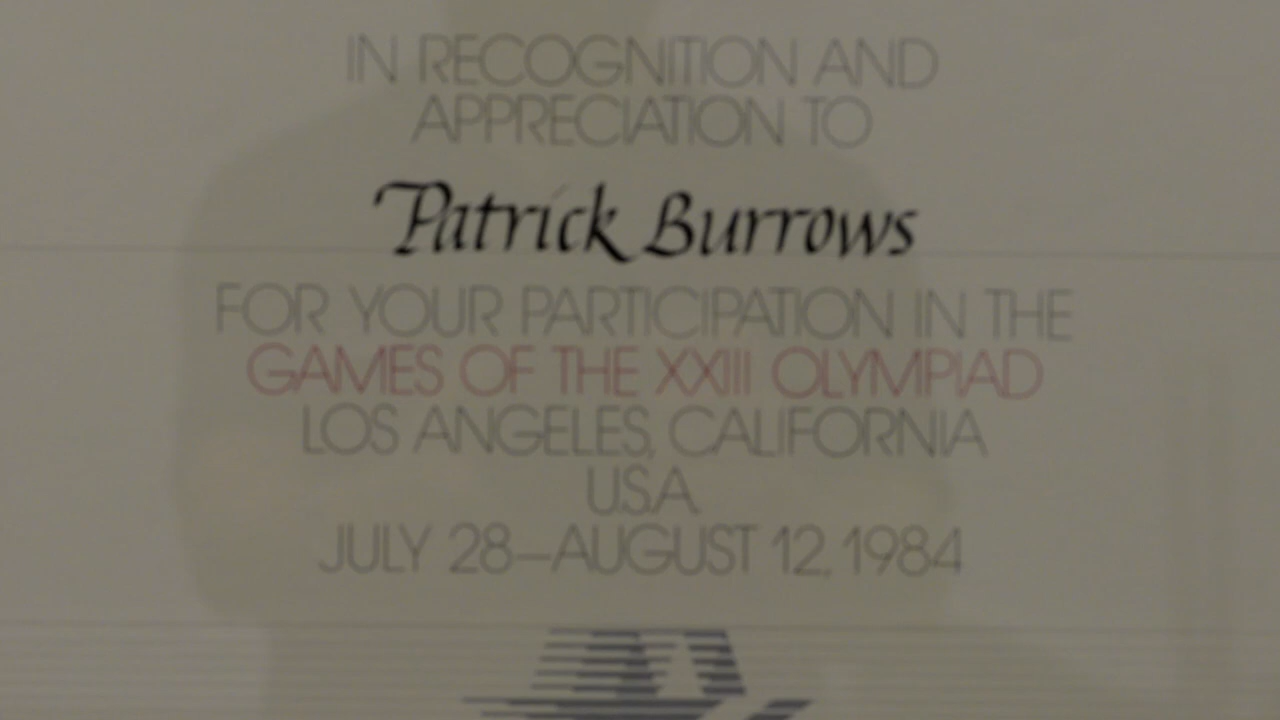 IN RECOGNITION AND
APPRECIATION TO
Patrick Burrows
FOR YOUR PARTICIPATION IN THE
GAMES OF THE XXIII OLYMPIAD
LOS ANGELES, CALIFORNIA
U.S.A.
JULY 28–AUGUST 12, 1984